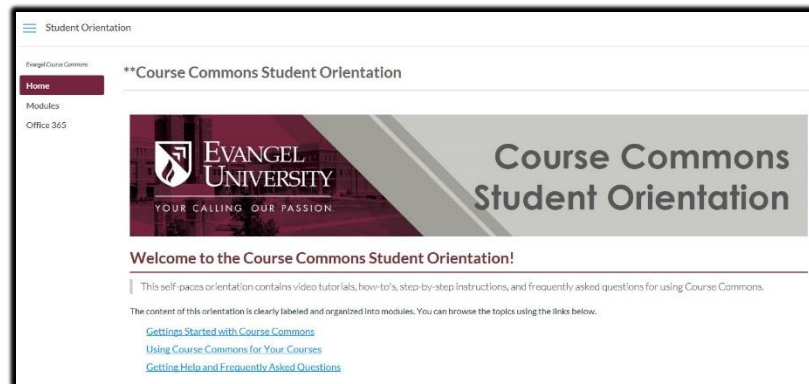 Student Orientation
Evangel Course Commons
Home
Modules
Office 365
**Course Commons Student Orientation
EVANGEL
UNIVERSITY
YOUR CALLING. OUR PASSION.
Course Commons
Student Orientation
Welcome to the Course Commons Student Orientation!
This self-paces orientation contains video tutorials, how-to's, step-by-step instructions, and frequently asked questions for using Course Commons.
The content of this orientation is clearly labeled and organized into modules. You can browse the topics using the links below.
Gettings Started with Course Commons
Using Course Commons for Your Courses
Getting Help and Frequently Asked Questions